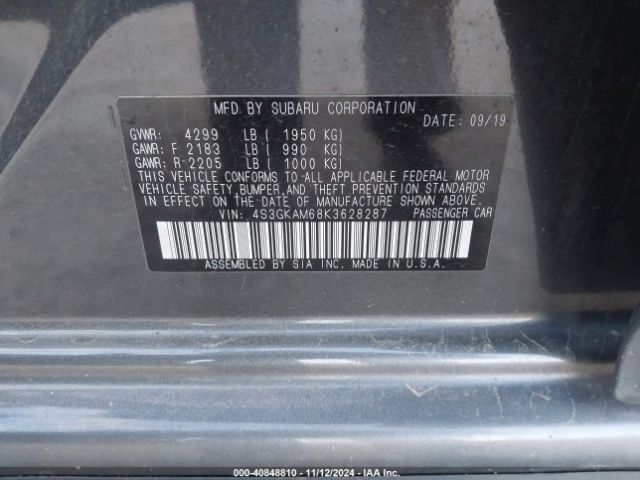 MFD. BY SUBARU CORPORATION
DATE: 09/19
GVWR: 4299 LB ( 1950 KG)
GAWR: F 2183 LB ( 990 KG)
GAWR: R 2205 LB ( 1000 KG)
THIS VEHICLE CONFORMS TO ALL APPLICABLE FEDERAL MOTOR
VEHICLE SAFETY, BUMPER, AND THEFT PREVENTION STANDARDS
IN EFFECT ON THE DATE OF MANUFACTURE SHOWN ABOVE.
VIN: 4S3GKAM68K3628287 PASSENGER CAR
ASSEMBLED BY SIA INC. MADE IN U.S.A.
000-40848810 - 11/12/2024 - IAA Inc.